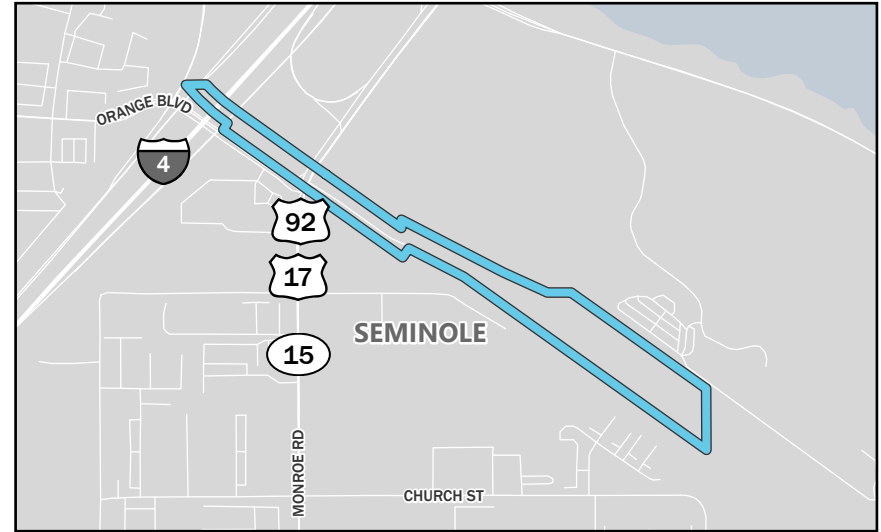 ORANGE BLVD
4
92
17
SEMINOLE
15
MONROE RD
CHURCH ST